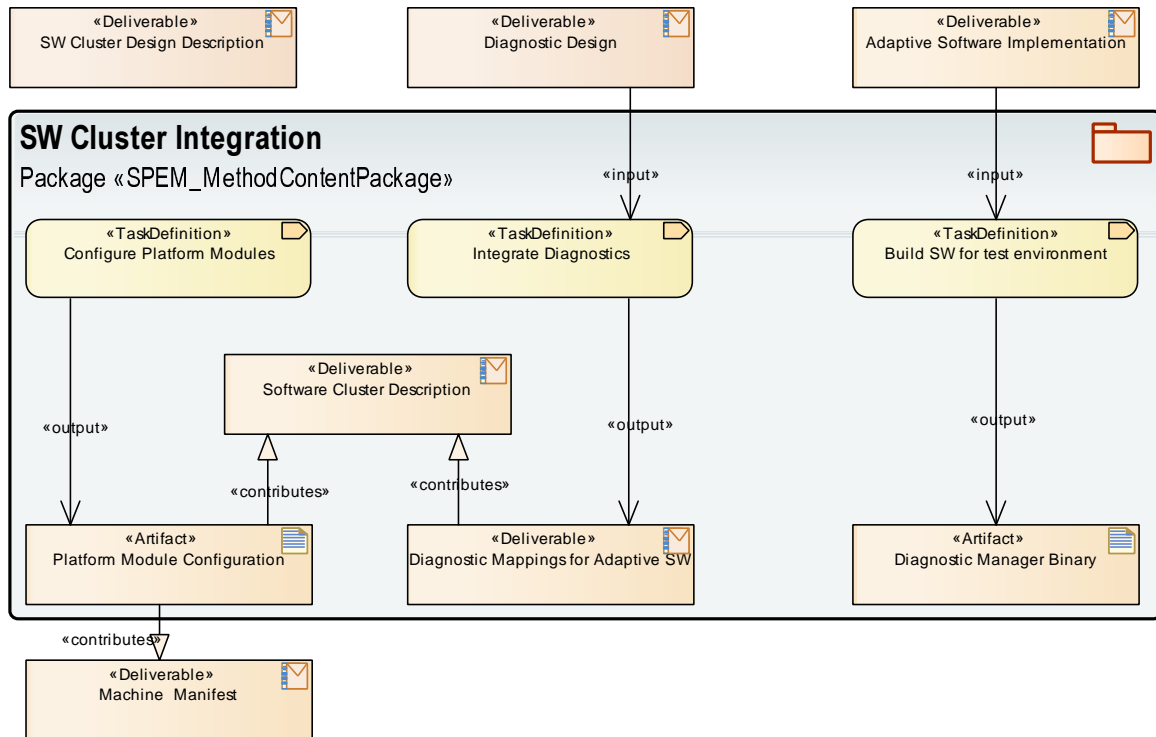 «Deliverable»
SW Cluster Design Description
«Deliverable»
Diagnostic Design
«Deliverable»
Adaptive Software Implementation
SW Cluster Integration
Package «SPEM_MethodContentPackage»
«input»
«input»
«TaskDefinition»
Configure Platform Modules
«TaskDefinition»
Integrate Diagnostics
«TaskDefinition»
Build SW for test environment
«Deliverable»
Software Cluster Description
«output»
«output»
«output»
«contributes»
«contributes»
«Artifact»
Platform Module Configuration
«Deliverable»
Diagnostic Mappings for Adaptive SW
«Artifact»
Diagnostic Manager Binary
«contributes»
«Deliverable»
Machine Manifest